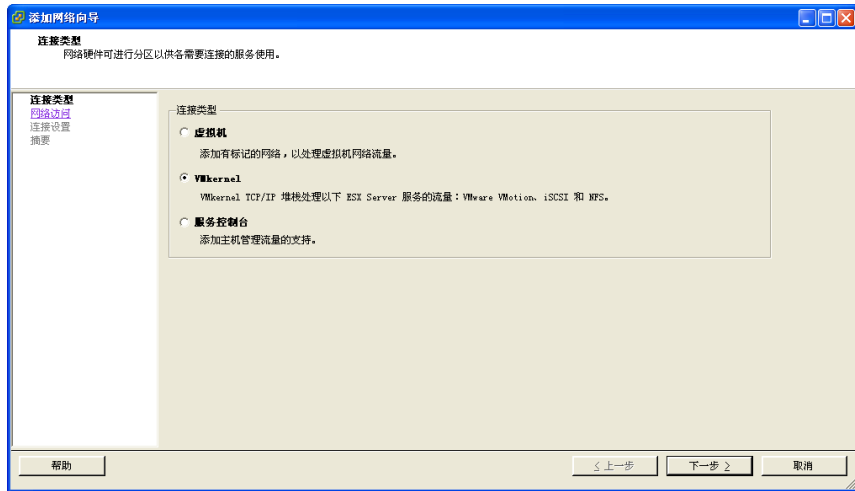 添加网络向导
连接类型
网络硬件可进行分区以供各需要连接的服务使用。
连接类型
网络访问
连接设置
摘要
连接类型
虚拟机
添加有标记的网络，以处理虚拟机网络流量。
VMkernel
VMkernel TCP/IP 堆栈处理以下 ESX Server 服务的流量：VMware VMotion、iSCSI 和 NFS。
服务控制台
添加主机管理流量的支持。
帮助
≤ 上一步
下一步 ≥
取消